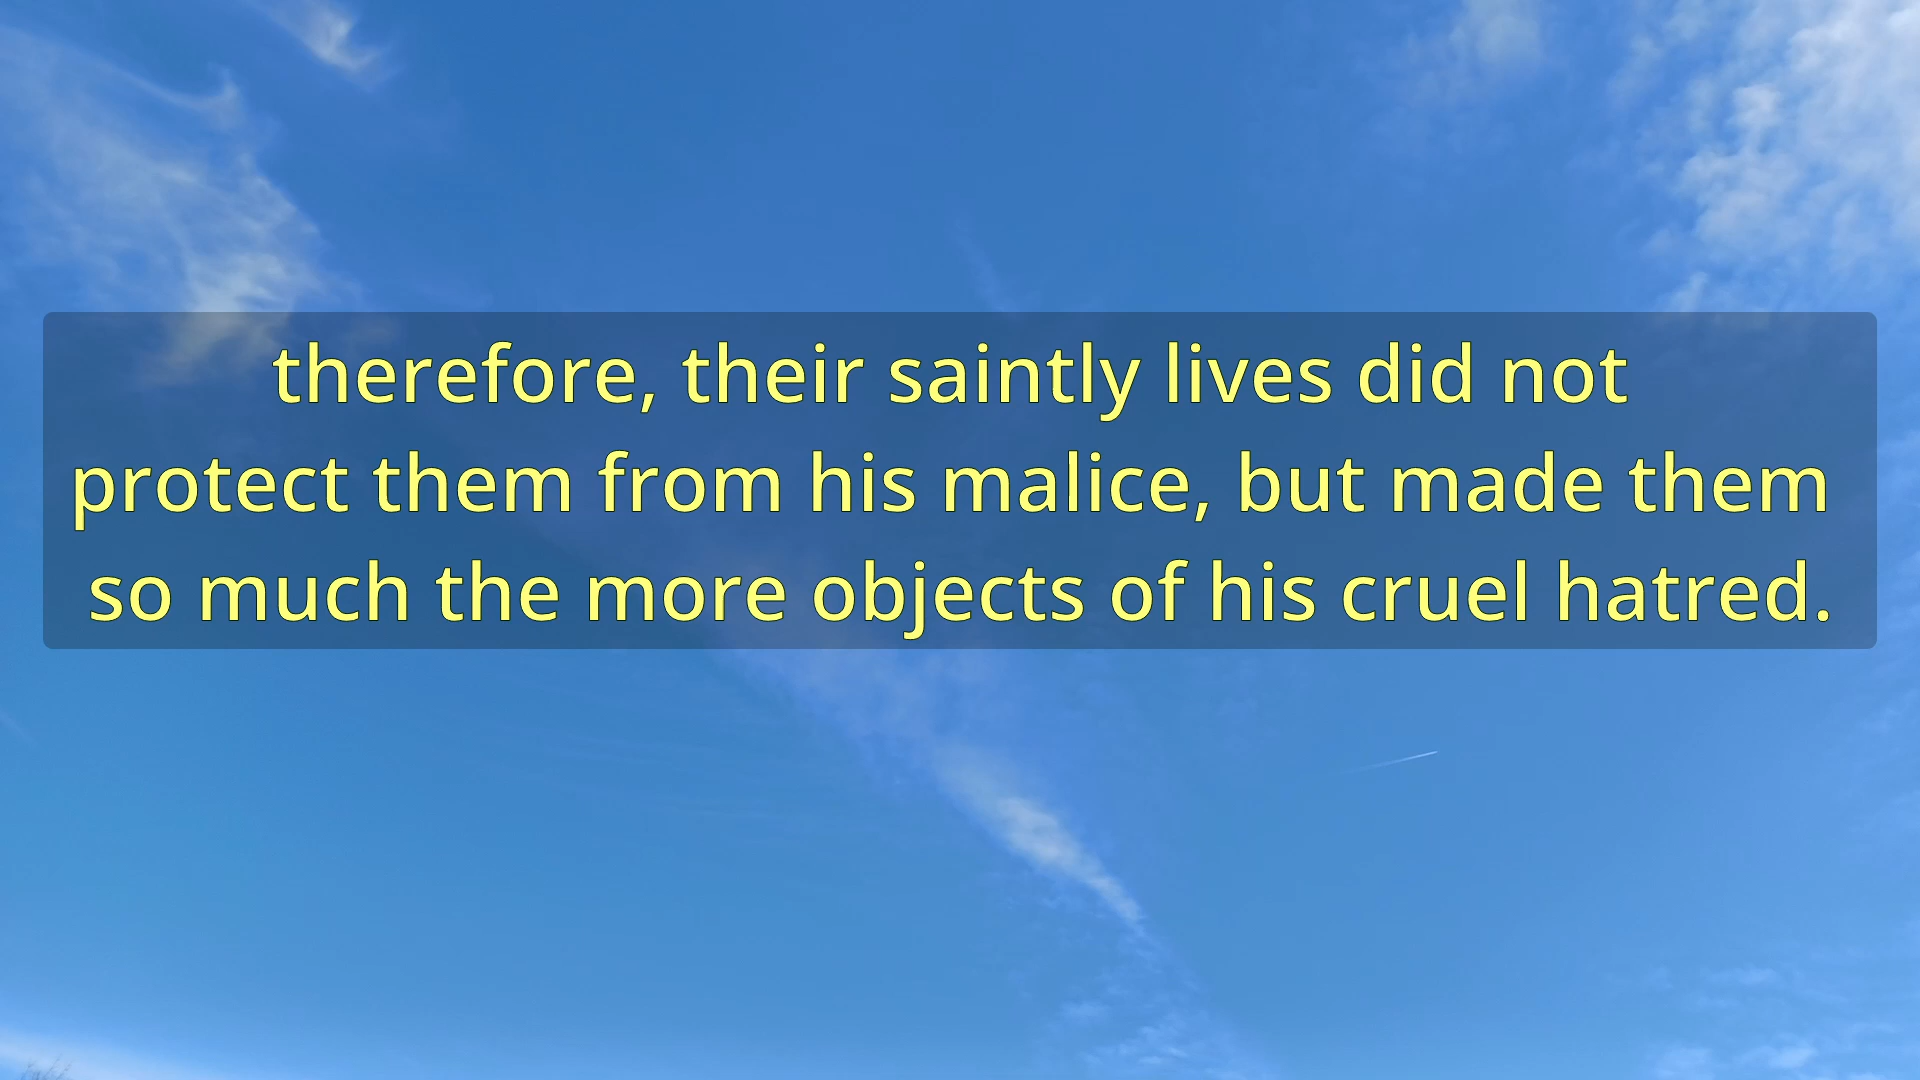 therefore, their saintly lives did not
protect them from his malice, but made them
so much the more objects of his cruel hatred.